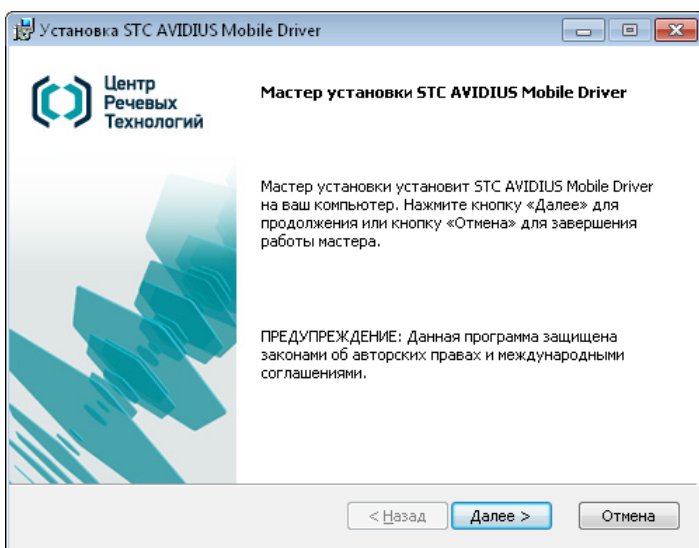 Установка STC AVIDIUS Mobile Driver
Центр
Речевых
Технологий
Мастер установки STC AVIDIUS Mobile Driver
Мастер установки установит STC AVIDIUS Mobile Driver
на ваш компьютер. Нажмите кнопку «Далее» для
продолжения или кнопку «Отмена» для завершения
работы мастера.
ПРЕДУПРЕЖДЕНИЕ: Данная программа защищена
законами об авторских правах и международными
соглашениями.
< Назад
Далее >
Отмена